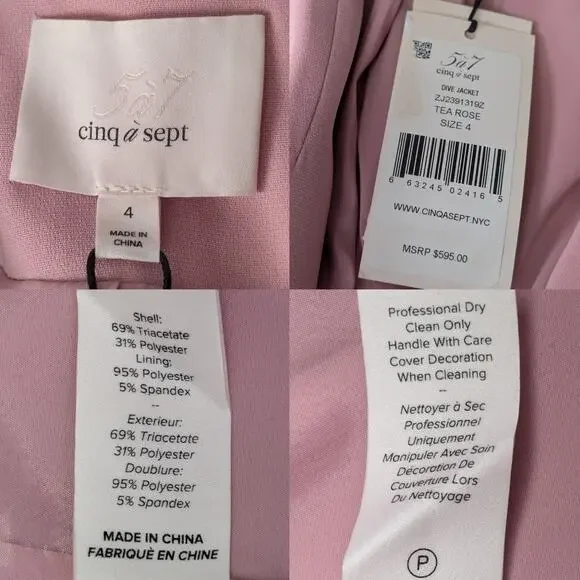 5à7
cinq à sept
4
MADE IN
CHINA
5à7
cinq à sept
DIVE JACKET
ZJ2391319Z
TEA ROSE
SIZE 4
6 63245 02416 5
WWW.CINQASEPT.NYC
MSRP $595.00
Shell:
69% Triacetate
31% Polyester
Lining:
95% Polyester
5% Spandex
--
Exterieur:
69% Triacetate
31% Polyester
Doublure:
95% Polyester
5% Spandex
MADE IN CHINA
FABRIQUÈ EN CHINE
Professional Dry
Clean Only
Handle With Care
Cover Decoration
When Cleaning
--
Nettoyer à Sec
Professionnel
Uniquement
Manipuler Avec Soin
Décoration De
Couverture Lors
Du Nettoyage
P